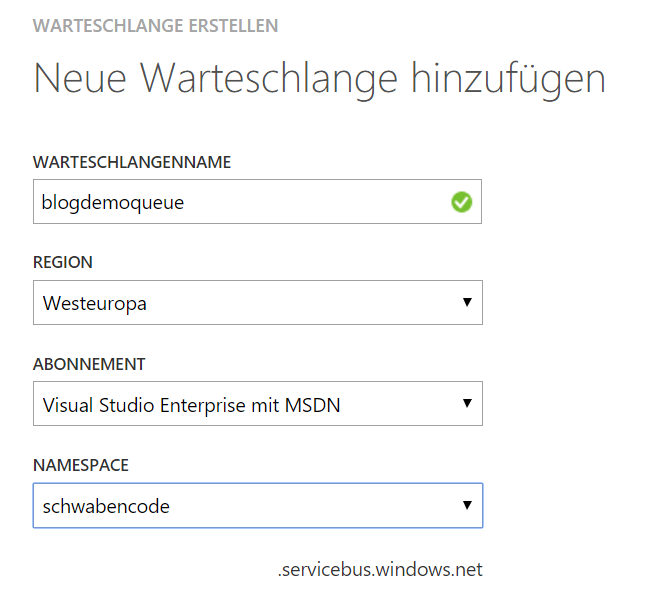 WARTESCHLANGE ERSTELLEN
Neue Warteschlange hinzufügen
WARTESCHLANGENNAME
blogdemoqueue
REGION
Westeuropa
ABONNEMENT
Visual Studio Enterprise mit MSDN
NAMESPACE
schwabencode
.servicebus.windows.net